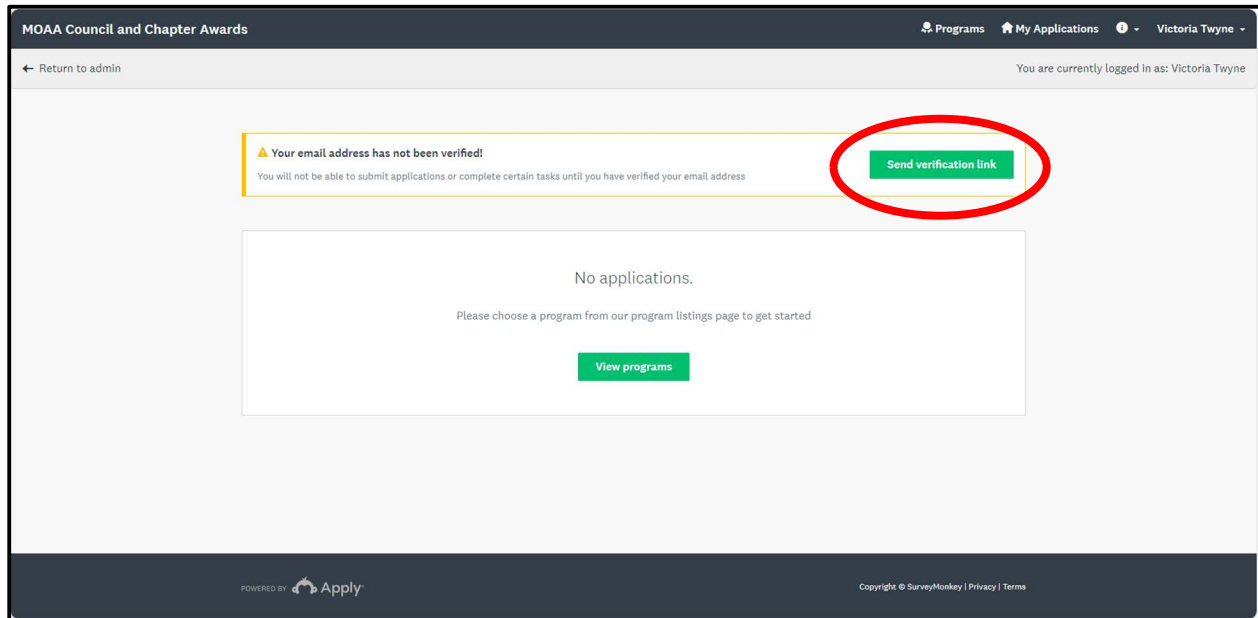 MOAA Council and Chapter Awards
Programs My Applications Victoria Twyne
Return to admin
You are currently logged in as: Victoria Twyne
Your email address has not been verified!
You will not be able to submit applications or complete certain tasks until you have verified your email address
Send verification link
No applications.
Please choose a program from our program listings page to get started
View programs
POWERED BY Apply
Copyright © SurveyMonkey | Privacy | Terms